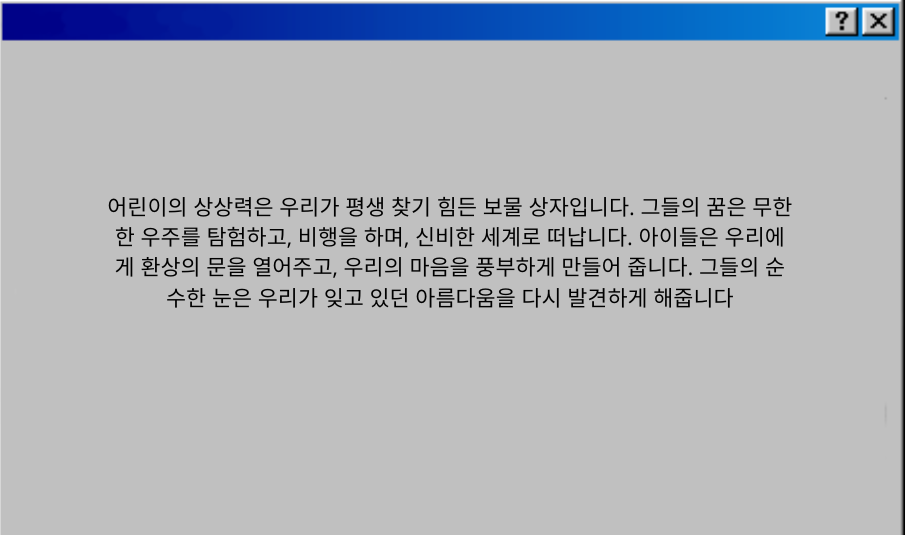 어린이의 상상력은 우리가 평생 찾기 힘든 보물 상자입니다. 그들의 꿈은 무한
한 우주를 탐험하고, 비행을 하며, 신비한 세계로 떠납니다. 아이들은 우리에
게 환상의 문을 열어주고, 우리의 마음을 풍부하게 만들어 줍니다. 그들의 순
수한 눈은 우리가 잊고 있던 아름다움을 다시 발견하게 해줍니다